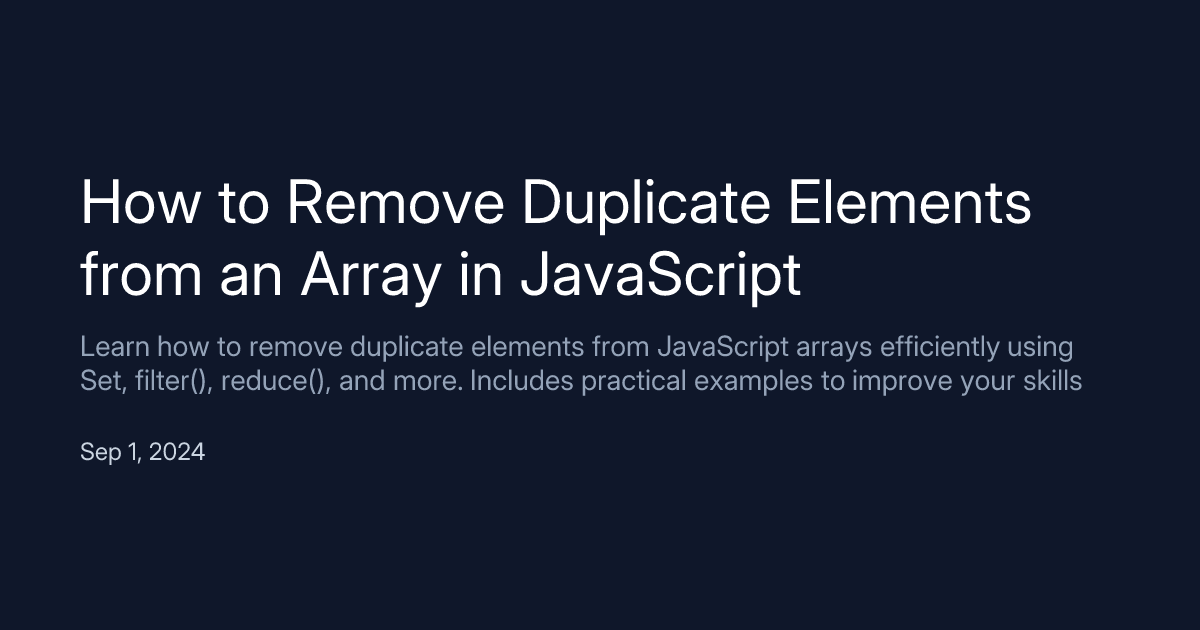 How to Remove Duplicate Elements
from an Array in JavaScript
Learn how to remove duplicate elements from JavaScript arrays efficiently using
Set, filter(), reduce(), and more. Includes practical examples to improve your skills
Sep 1, 2024